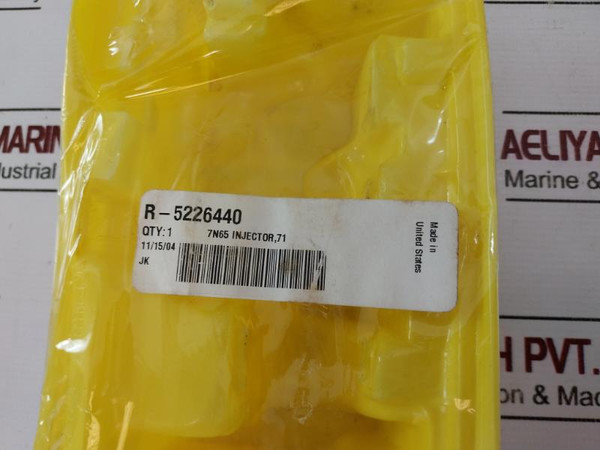 R-5226440
QTY: 1 7N65 INJECTOR,71
11/15/04
JK
Made in
United States
MARIN
dustrial
AELIYA
Marine &
H PVT.
on & Mac